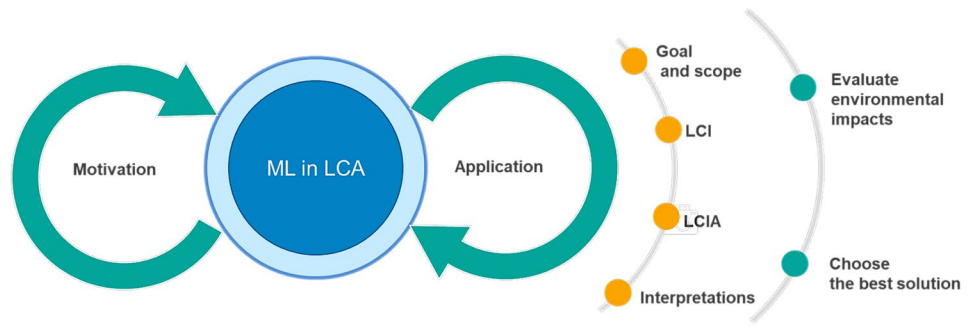 Motivation
ML in LCA
Application
Goal
and scope
LCI
LCIA
Interpretations
Evaluate
environmental
impacts
Choose
the best solution